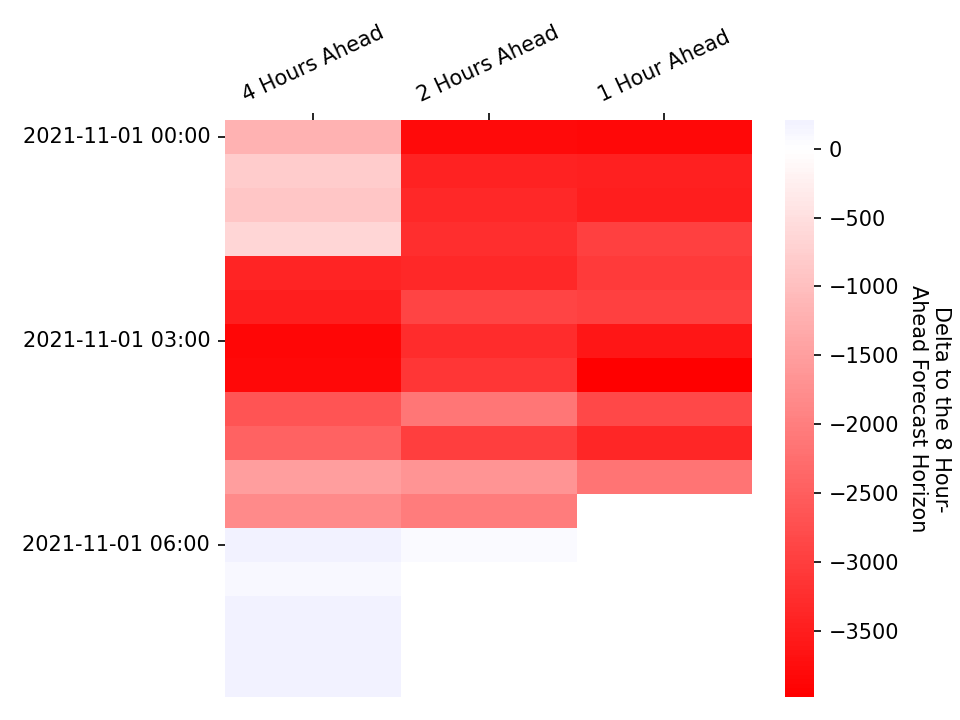 4 Hours Ahead
2 Hours Ahead
1 Hour Ahead
2021-11-01 00:00
2021-11-01 03:00
2021-11-01 06:00
0
−500
−1000
−1500
−2000
−2500
−3000
−3500
Delta to the 8 Hour-
Ahead Forecast Horizon